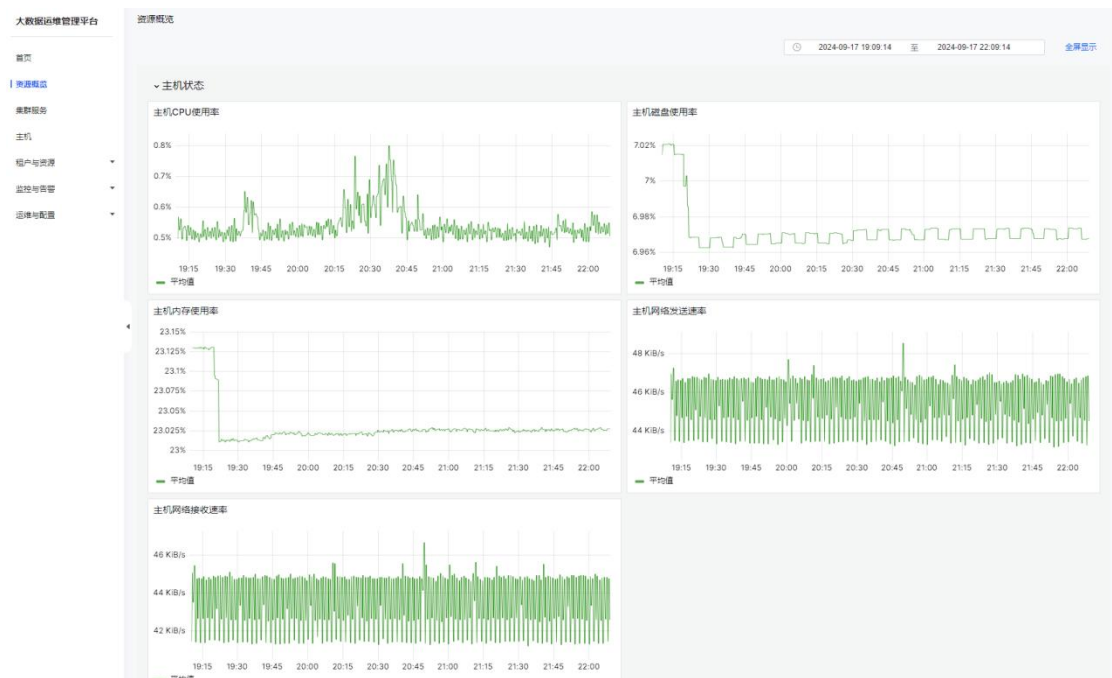 大数据运维管理平台
首页
资源概览
集群服务
主机
租户与资源
监控与告警
运维与配置
资源概览
2024-09-17 19:09:14 至 2024-09-17 22:09:14 全屏显示
主机状态
主机CPU使用率
0.8%
0.7%
0.6%
0.5%
19:15 19:30 19:45 20:00 20:15 20:30 20:45 21:00 21:15 21:30 21:45 22:00
平均值
主机磁盘使用率
7.02%
7%
6.98%
6.96%
19:15 19:30 19:45 20:00 20:15 20:30 20:45 21:00 21:15 21:30 21:45 22:00
平均值
主机内存使用率
23.15%
23.125%
23.1%
23.075%
23.05%
23.025%
23%
19:15 19:30 19:45 20:00 20:15 20:30 20:45 21:00 21:15 21:30 21:45 22:00
平均值
主机网络发送速率
48 KiB/s
46 KiB/s
44 KiB/s
19:15 19:30 19:45 20:00 20:15 20:30 20:45 21:00 21:15 21:30 21:45 22:00
平均值
主机网络接收速率
46 KiB/s
44 KiB/s
42 KiB/s
19:15 19:30 19:45 20:00 20:15 20:30 20:45 21:00 21:15 21:30 21:45 22:00